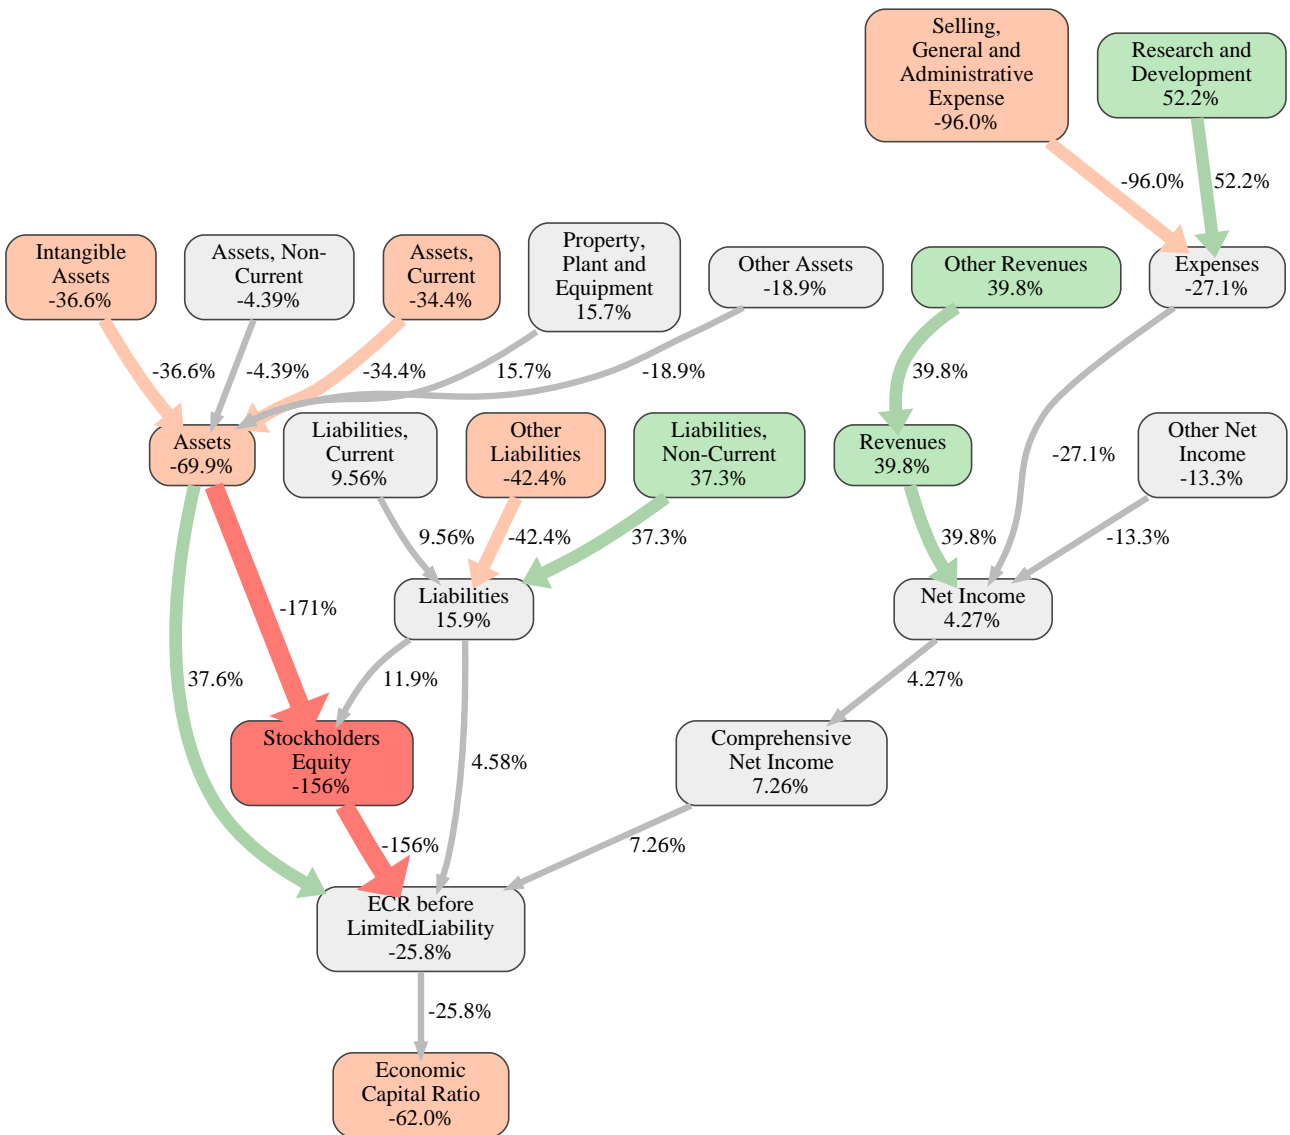 Selling,
General and
Administrative
Expense
-96.0%
Research and
Development
52.2%
-96.0%
52.2%
Intangible
Assets
-36.6%
Assets, Non-
Current
-4.39%
Assets,
Current
-34.4%
Property,
Plant and
Equipment
15.7%
Other Assets
-18.9%
Other Revenues
39.8%
Expenses
-27.1%
-36.6%
-4.39%
-34.4%
15.7%
-18.9%
39.8%
Assets
-69.9%
Liabilities,
Current
9.56%
Other
Liabilities
-42.4%
Liabilities,
Non-Current
37.3%
Revenues
39.8%
-27.1%
Other Net
Income
-13.3%
9.56%
-42.4%
37.3%
39.8%
-13.3%
-171%
Liabilities
15.9%
Net Income
4.27%
37.6%
11.9%
4.27%
Stockholders
Equity
-156%
4.58%
Comprehensive
Net Income
7.26%
-156%
7.26%
ECR before
LimitedLiability
-25.8%
-25.8%
Economic
Capital Ratio
-62.0%